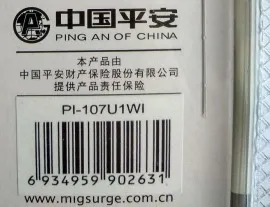 中国平安
PING AN OF CHINA
本产品由
中国平安财产保险股份有限公司
提供产品责任保险
PI-107U1WI
6 934959 902631
www.migsurge.com.cn